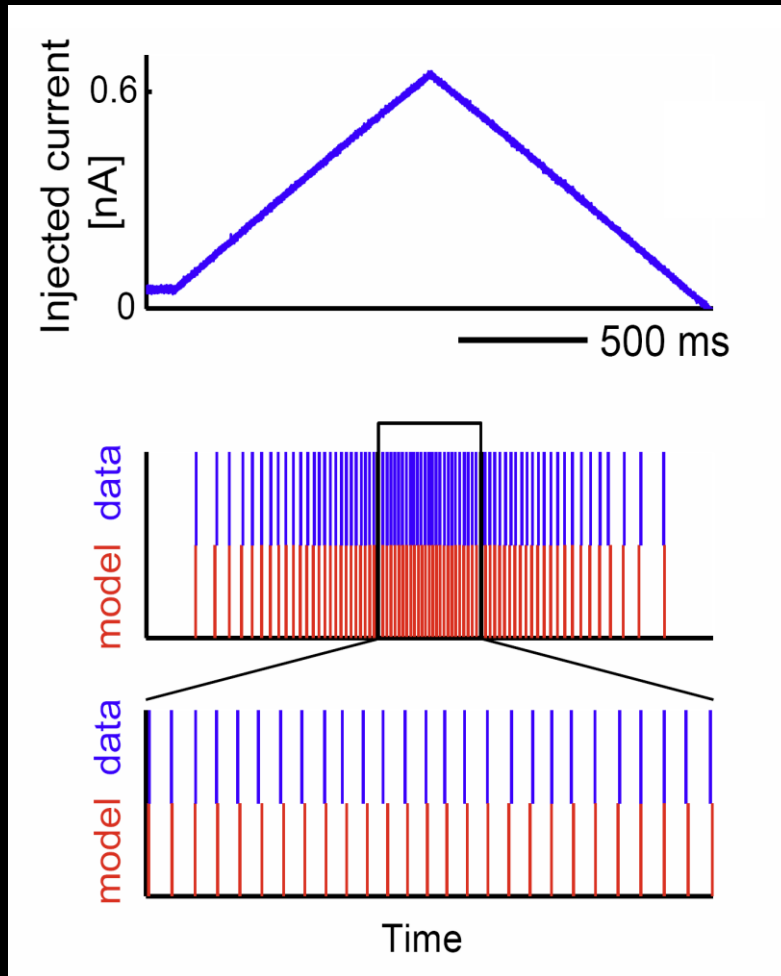 Injected current
[nA]
0.6
0
500 ms
data
model
data
model
Time